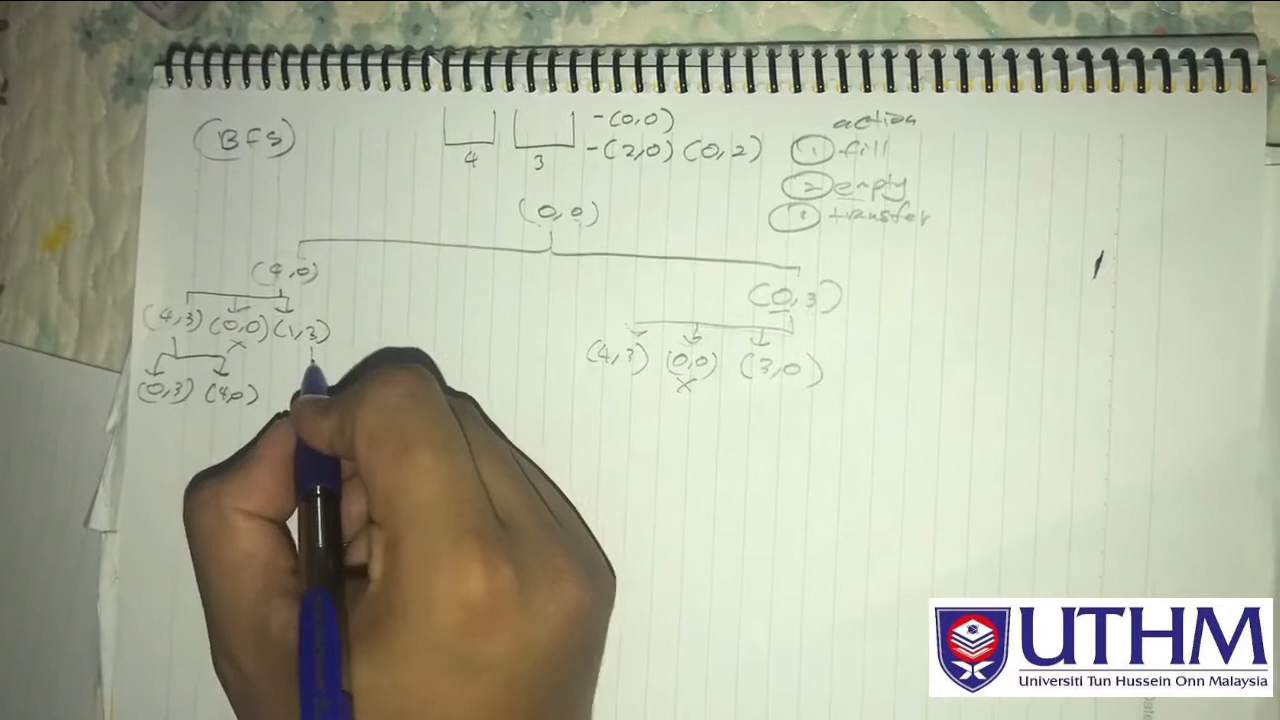 (BFS)
4 3
-(0,0)
-(2,0) (0,2)
action
① fill
② empty
③ transfer
(0,0)
(4,0) (0,3)
(4,3) (0,0) (1,3)
x
(4,3) (0,0) (3,0)
x
(0,3) (4,0)
UTHM
Universiti Tun Hussein Onn Malaysia